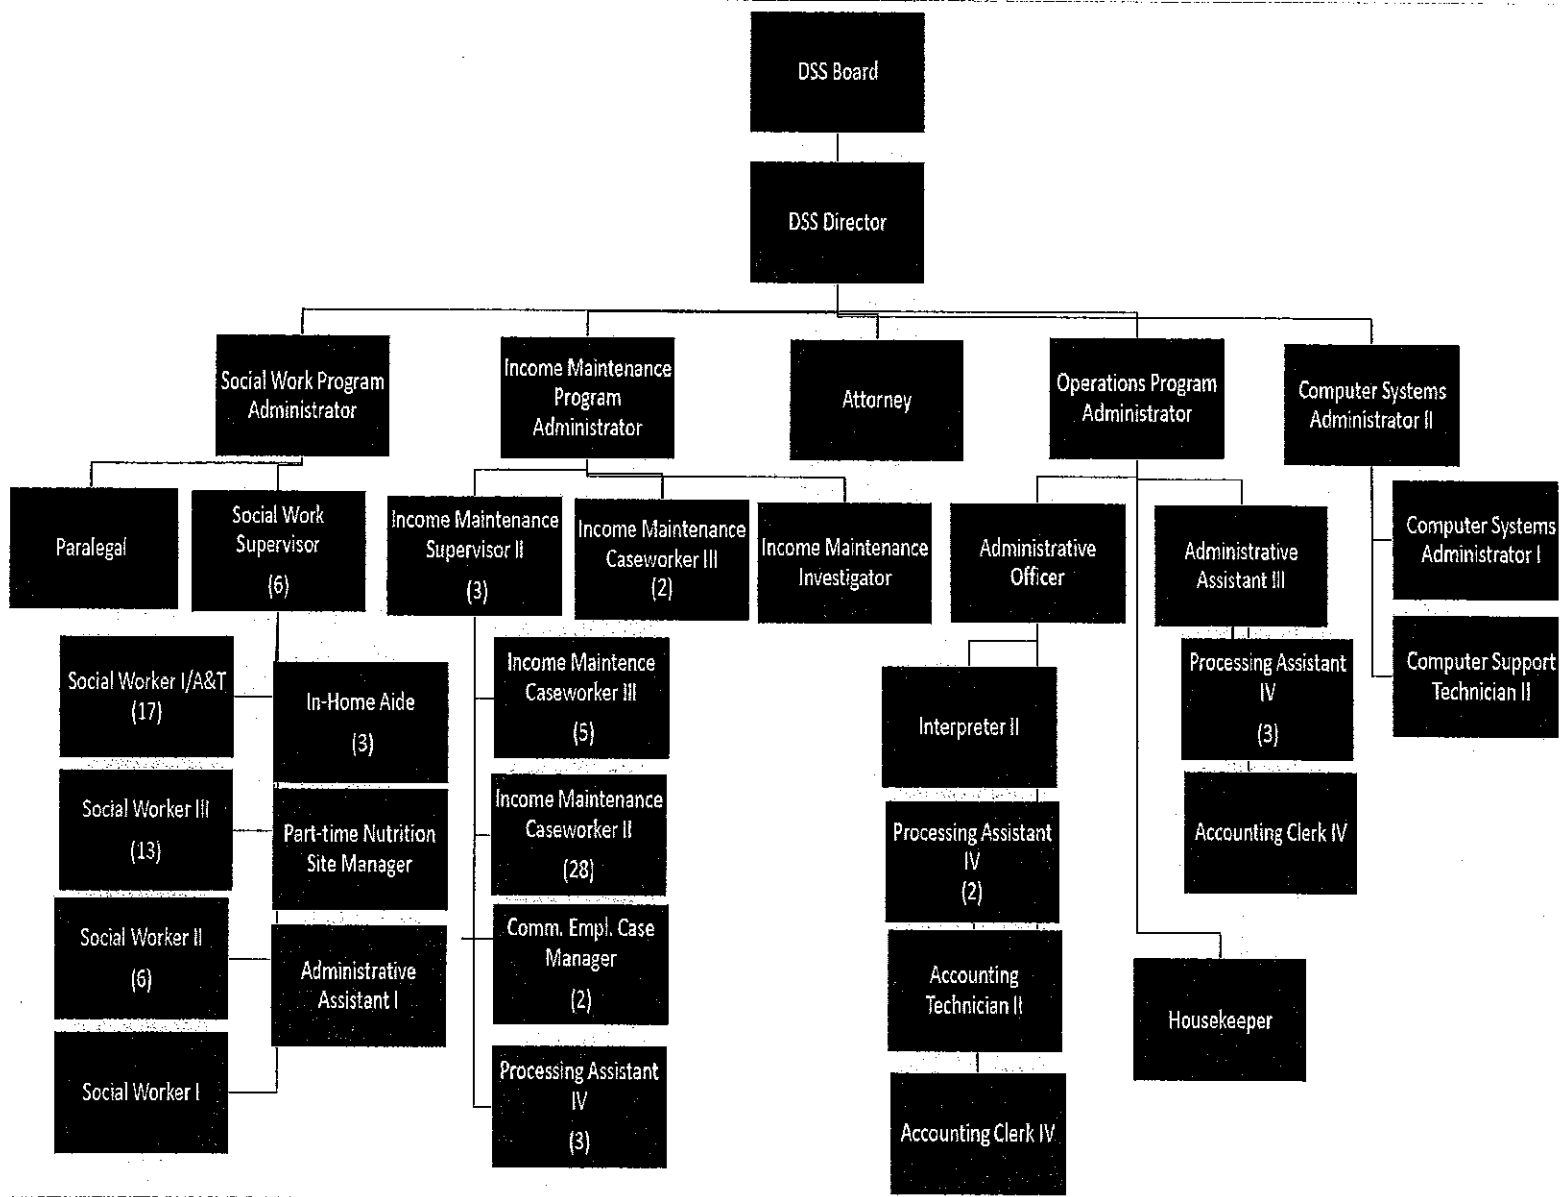 DSS Board
DSS Director
Social Work Program
Administrator
Income Maintenance
Program
Administrator
Attorney
Operations Program
Administrator
Computer Systems
Administrator II
Paralegal
Social Work
Supervisor
(6)
Income Maintenance
Supervisor II
(3)
Income Maintenance
Caseworker III
(2)
Income Maintenance
Investigator
Administrative
Officer
Administrative
Assistant III
Computer Systems
Administrator I
Social Worker I/A&T
(17)
In-Home Aide
(3)
Income Maintence
Caseworker III
(5)
Interpreter II
Processing Assistant
IV
(3)
Computer Support
Technician II
Social Worker III
(13)
Part-time Nutrition
Site Manager
Income Maintenance
Caseworker II
(28)
Processing Assistant
IV
(2)
Accounting Clerk IV
Social Worker II
(6)
Administrative
Assistant I
Comm. Empl. Case
Manager
(2)
Accounting
Technician II
Housekeeper
Social Worker I
Processing Assistant
IV
(3)
Accounting Clerk IV